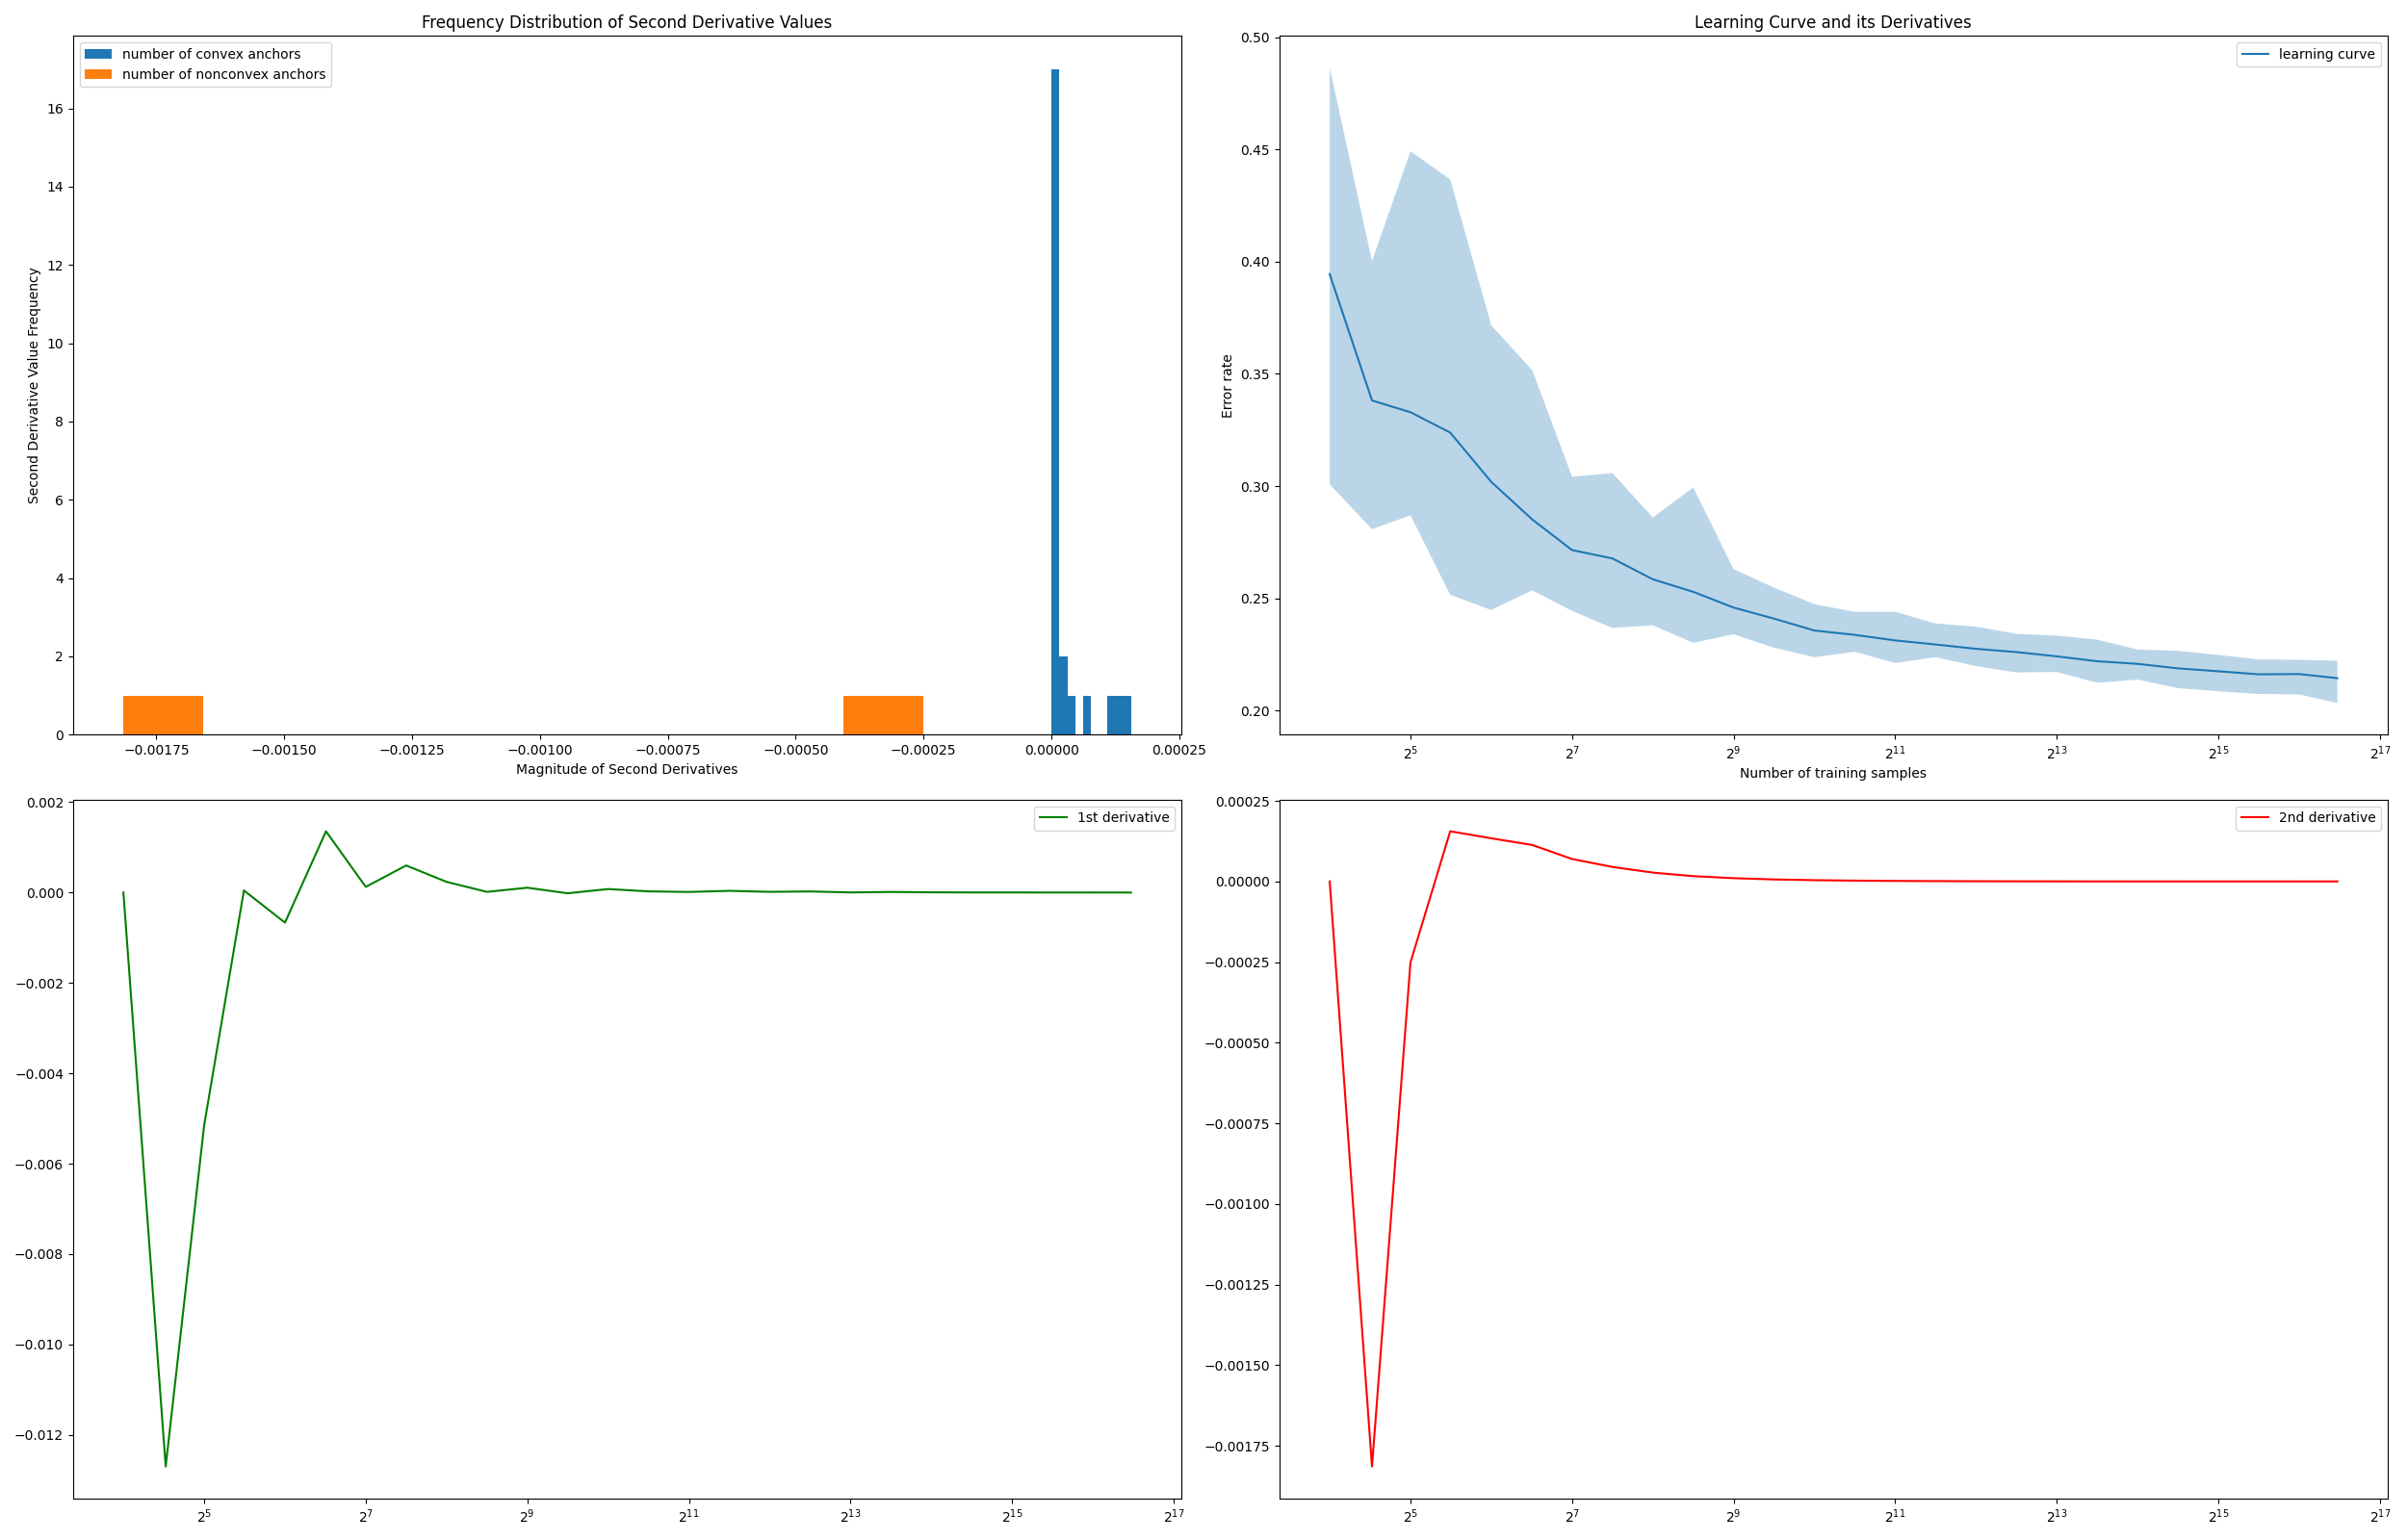 Frequency Distribution of Second Derivative Values
number of convex anchors
number of nonconvex anchors
Second Derivative Value Frequency
16
14
12
10
8
6
4
2
0
−0.00175 −0.00150 −0.00125 −0.00100 −0.00075 −0.00050 −0.00025 0.00000 0.00025
Magnitude of Second Derivatives
Learning Curve and its Derivatives
learning curve
Error rate
0.50
0.45
0.40
0.35
0.30
0.25
0.20
2^5 2^7 2^9 2^11 2^13 2^15 2^17
Number of training samples
1st derivative
0.002
0.000
−0.002
−0.004
−0.006
−0.008
−0.010
−0.012
2^5 2^7 2^9 2^11 2^13 2^15 2^17
2nd derivative
0.00025
0.00000
−0.00025
−0.00050
−0.00075
−0.00100
−0.00125
−0.00150
−0.00175
2^5 2^7 2^9 2^11 2^13 2^15 2^17